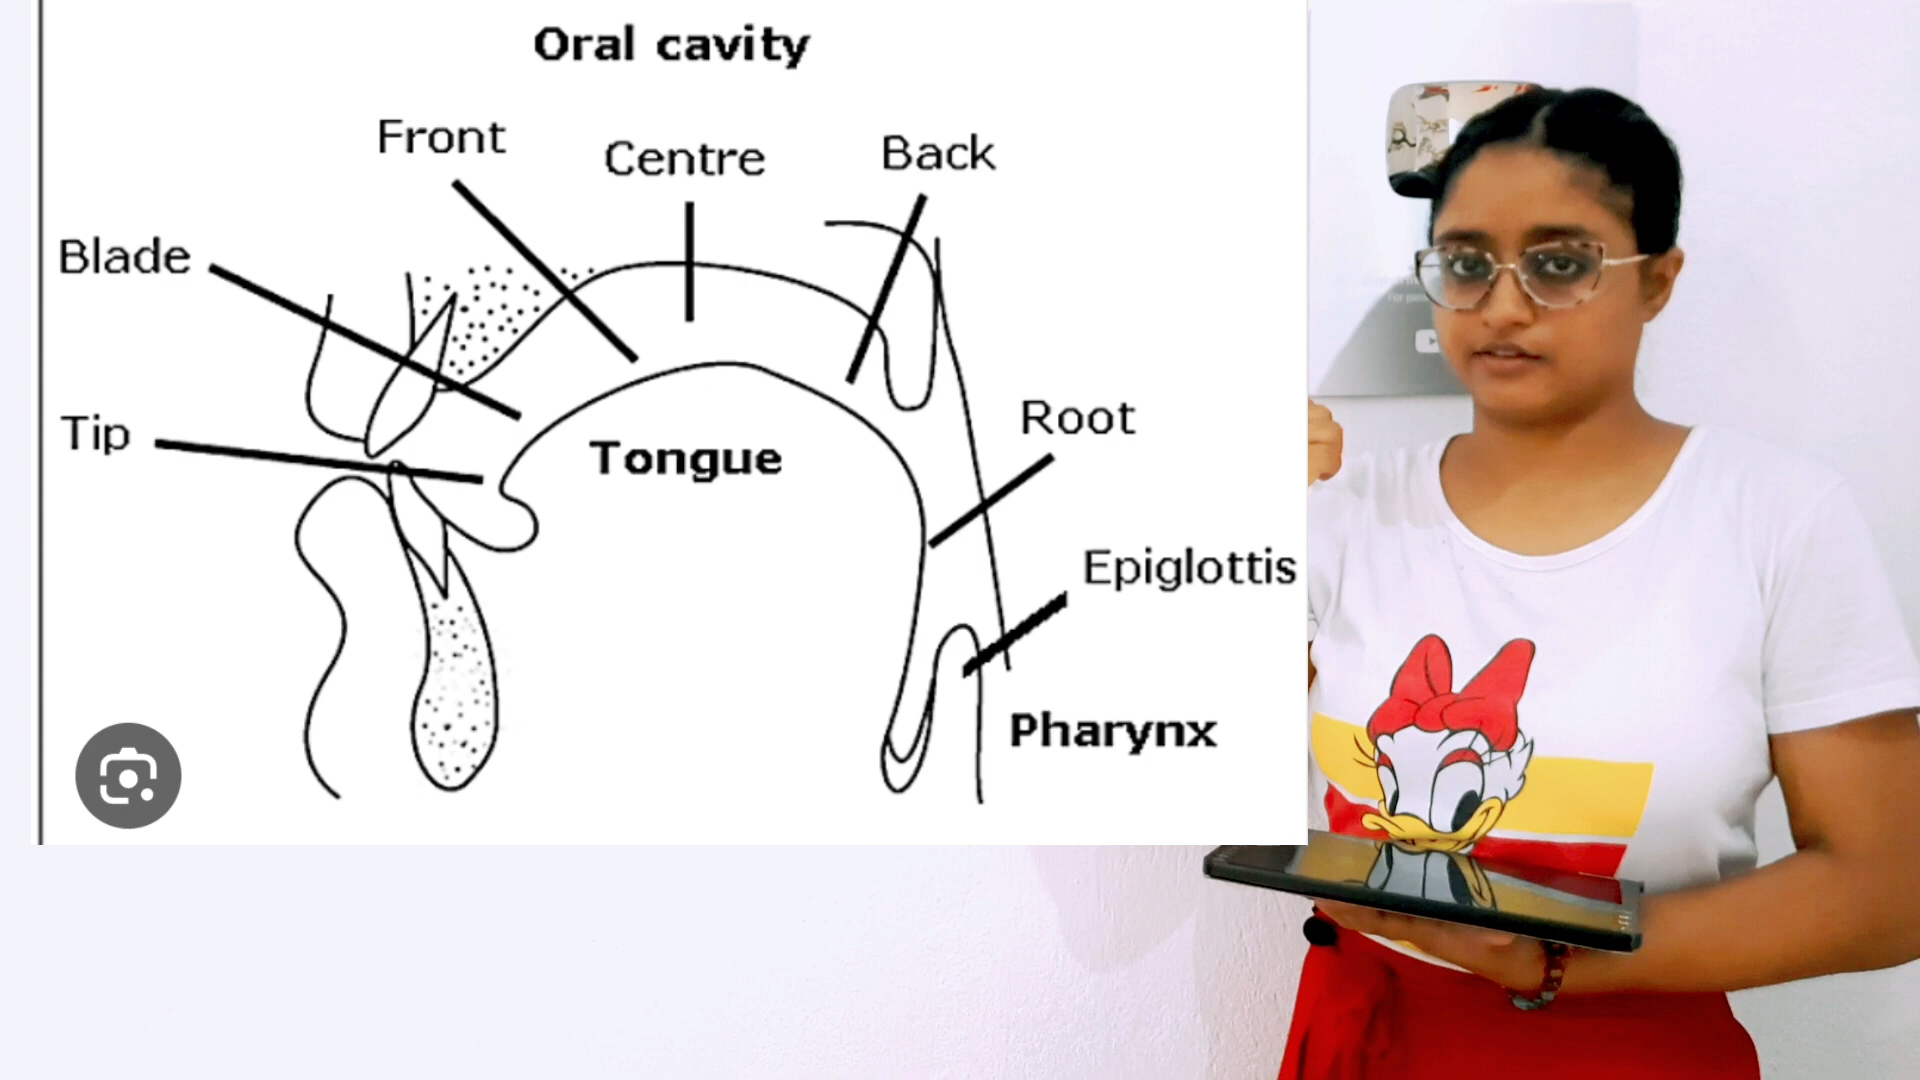 Oral cavity
Front
Centre
Back
Blade
Tip
Tongue
Root
Epiglottis
Pharynx